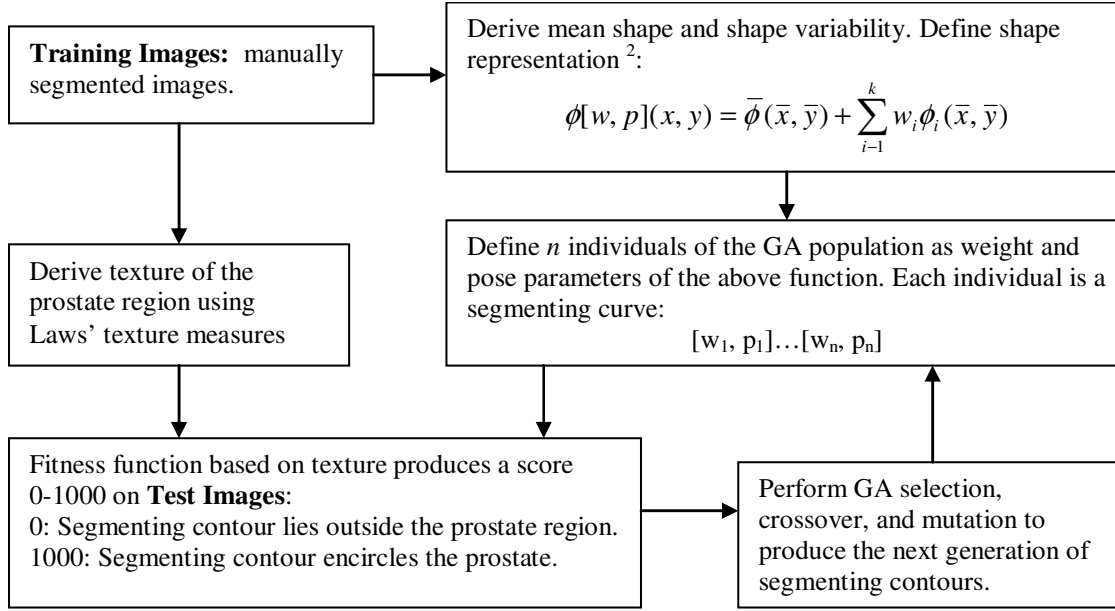 Training Images: manually
segmented images.
Derive mean shape and shape variability. Define shape
representation ²:
ϕ[w, p](x, y) = ϕ̅(x̅, y̅) + ∑_{i−1}^{k} w_i ϕ_i(x̅, y̅)
Derive texture of the
prostate region using
Laws’ texture measures
Define n individuals of the GA population as weight and
pose parameters of the above function. Each individual is a
segmenting curve:
[w₁, p₁]…[wₙ, pₙ]
Fitness function based on texture produces a score
0-1000 on Test Images:
0: Segmenting contour lies outside the prostate region.
1000: Segmenting contour encircles the prostate.
Perform GA selection,
crossover, and mutation to
produce the next generation of
segmenting contours.